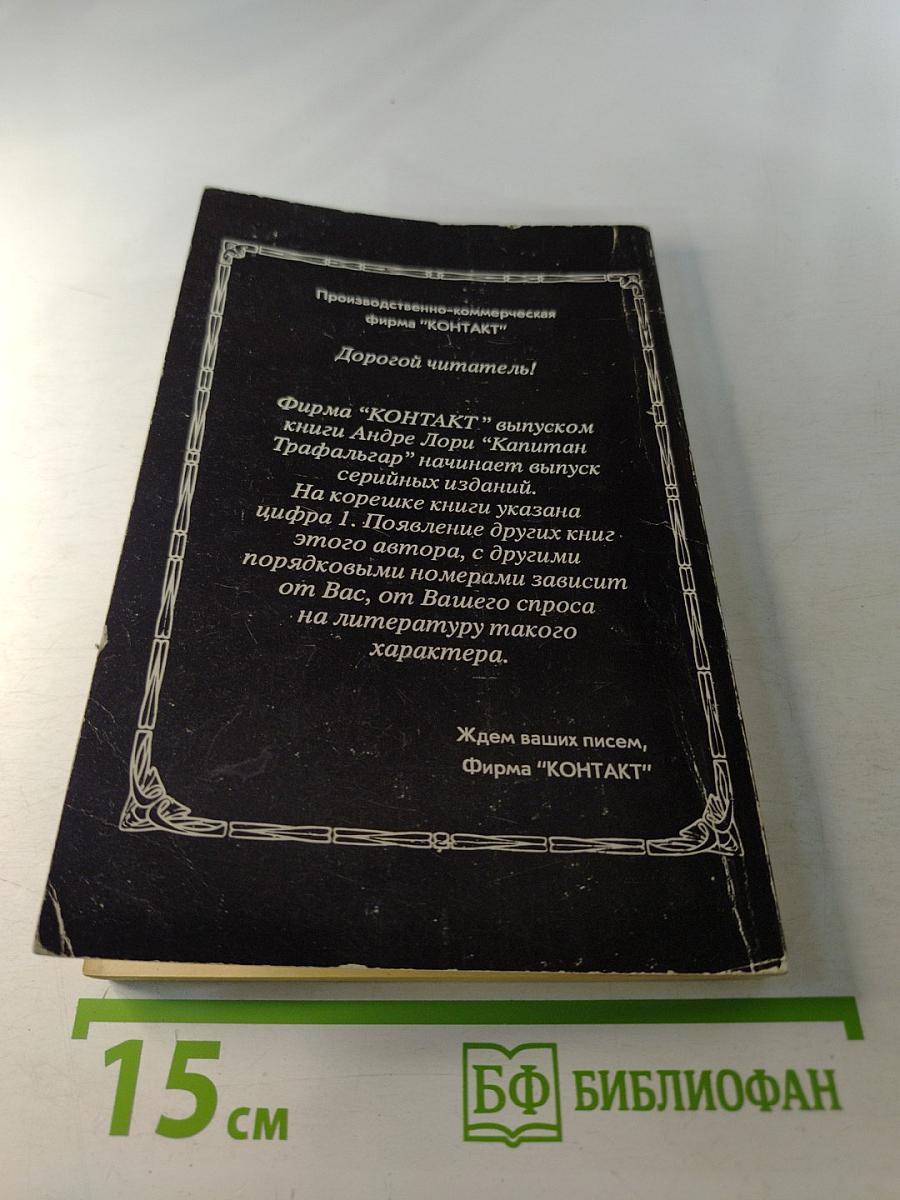 Производственно-коммерческая
фирма "КОНТАКТ"
Дорогой читатель!
Фирма "КОНТАКТ" выпуском
книги Андре Лори "Капитан
Трафальгар" начинает выпуск
серийных изданий.
На корешке книги указана
цифра 1. Появление других книг
этого автора, с другими
порядковыми номерами зависит
от Вас, от Вашего спроса
на литературу такого
характера.
Ждем ваших писем,
Фирма "КОНТАКТ"
15 см
БФ БИБЛИОФАН